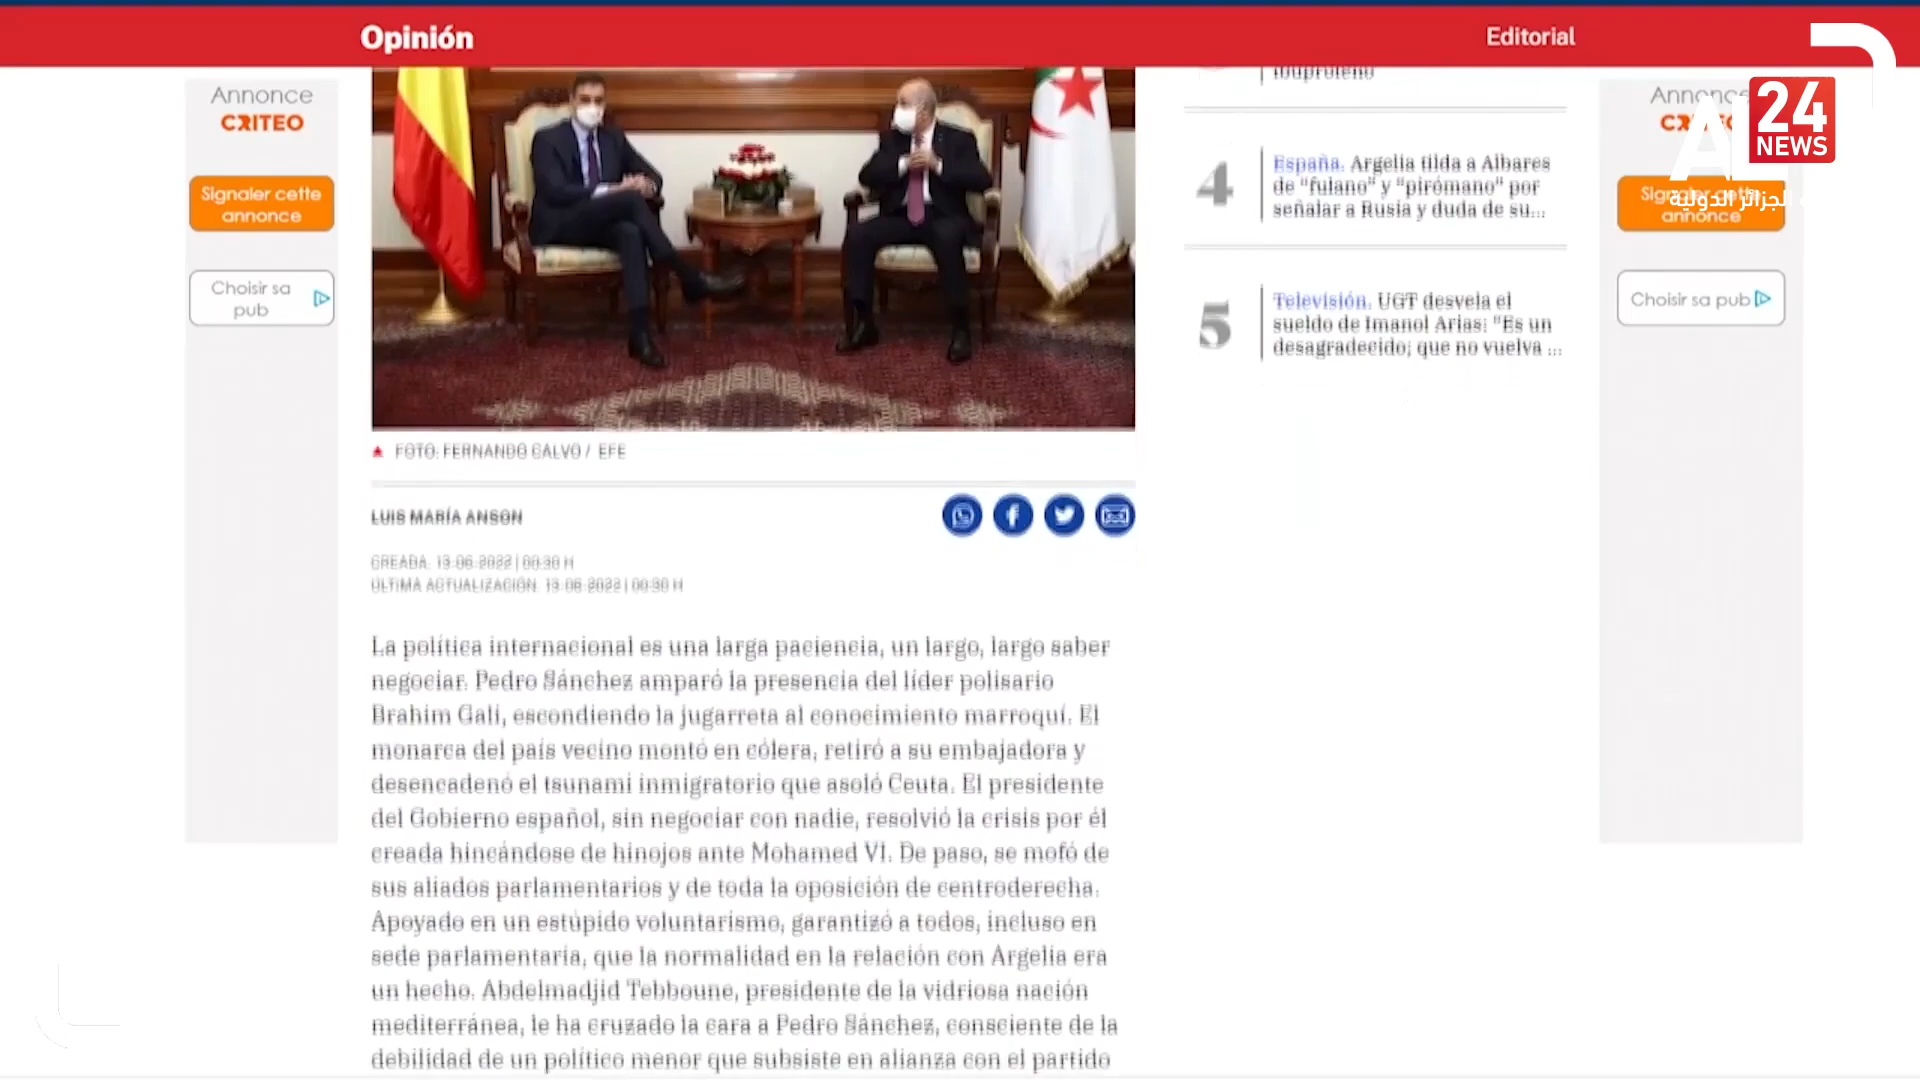 Opinión
Editorial
Annonce
CRITEO
Signaler cette
annonce
Choisir sa
pub
FOTO: FERNANDO CALVO / EFE
LUIS MARÍA ANSON
CREADA. 13-06-2022 | 00:30 H
ÚLTIMA ACTUALIZACIÓN. 13-06-2022 | 00:30 H
La política internacional es una larga paciencia, un largo, largo saber
negociar. Pedro Sánchez amparó la presencia del líder polisario
Brahim Gali, escondiendo la jugarreta al conocimiento marroquí. El
monarca del país vecino montó en cólera, retiró a su embajadora y
desencadenó el tsunami inmigratorio que asoló Ceuta. El presidente
del Gobierno español, sin negociar con nadie, resolvió la crisis por él
creada hincándose de hinojos ante Mohamed VI. De paso, se mofó de
sus aliados parlamentarios y de toda la oposición de centroderecha.
Apoyado en un estúpido voluntarismo, garantizó a todos, incluso en
sede parlamentaria, que la normalidad en la relación con Argelia era
un hecho. Abdelmadjid Tebboune, presidente de la vidriosa nación
mediterránea, le ha cruzado la cara a Pedro Sánchez, consciente de la
debilidad de un político menor que subsiste en alianza con el partido
ibuprofeno
4
España. Argelia tilda a Albares
de "fulano" y "pirómano" por
señalar a Rusia y duda de su...
5
Televisión. UGT desvela el
sueldo de Imanol Arias: "Es un
desagradecido; que no vuelva ...
Annonce
Signaler cette
annonce
Choisir sa pub
AL
24
NEWS
الجزائر الدولية